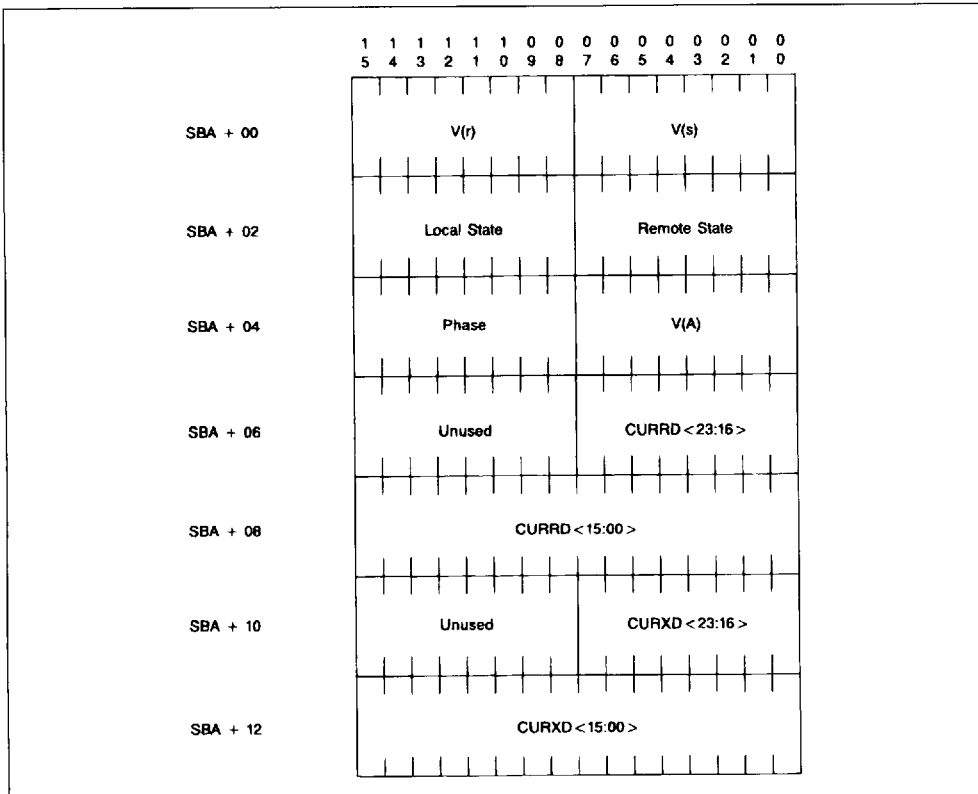 1 1 1 1 1 1 0 0 0 0 0 0 0 0 0 0
5 4 3 2 1 0 9 8 7 6 5 4 3 2 1 0
SBA + 00 V(r) V(s)
SBA + 02 Local State Remote State
SBA + 04 Phase V(A)
SBA + 06 Unused CURRD<23:16>
SBA + 08 CURRD<15:00>
SBA + 10 Unused CURXD<23:16>
SBA + 12 CURXD<15:00>